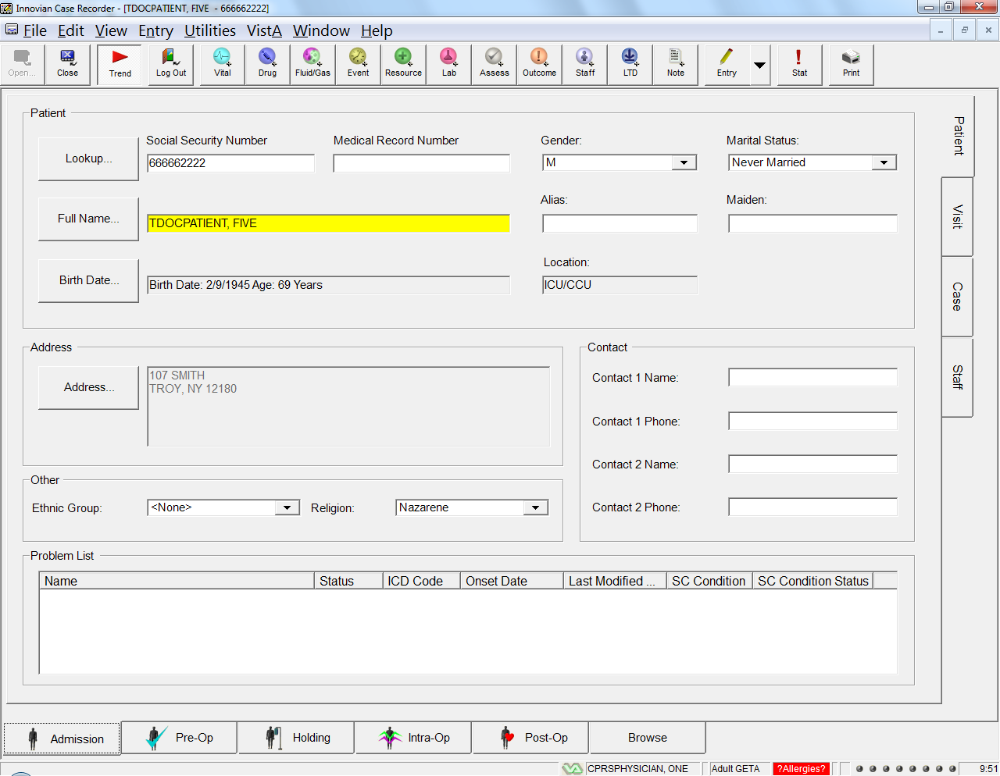 Innovian Case Recorder - [TDOCPATIENT, FIVE  - 666662222]
File Edit View Entry Utilities VistA Window Help
Open... Close Trend Log Out Vital Drug Fluid/Gas Event Resource Lab Assess Outcome Staff LTD Note Entry Stat Print
Patient
Social Security Number Medical Record Number Gender: Marital Status:
Lookup... 666662222 M Never Married
Alias: Maiden:
Full Name... TDOCPATIENT, FIVE
Location:
Birth Date... Birth Date: 2/9/1945 Age: 69 Years ICU/CCU
Address
Address... 107 SMITH
TROY, NY 12180
Contact
Contact 1 Name:
Contact 1 Phone:
Contact 2 Name:
Contact 2 Phone:
Other
Ethnic Group: <None> Religion: Nazarene
Problem List
Name Status ICD Code Onset Date Last Modified ... SC Condition SC Condition Status
Patient
Visit
Case
Staff
Admission Pre-Op Holding Intra-Op Post-Op Browse
CPRSPHYSICIAN, ONE Adult GETA ?Allergies? 9:51